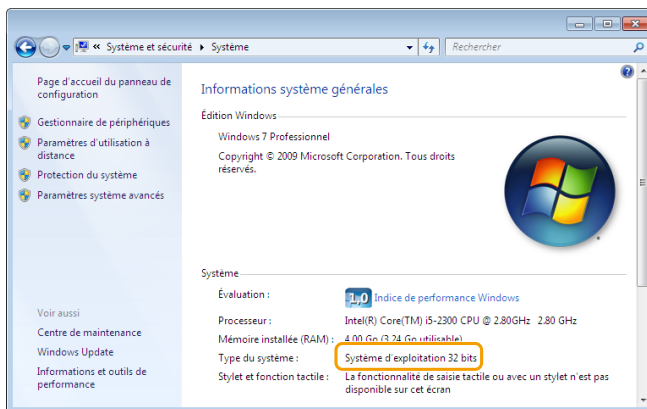 « Système et sécurité ▸ Système
Rechercher
Page d'accueil du panneau de
configuration
Gestionnaire de périphériques
Paramètres d'utilisation à
distance
Protection du système
Paramètres système avancés
Voir aussi
Centre de maintenance
Windows Update
Informations et outils de
performance
Informations système générales
Édition Windows
Windows 7 Professionnel
Copyright © 2009 Microsoft Corporation. Tous droits
réservés.
Système
Évaluation :
1,0 Indice de performance Windows
Processeur : Intel(R) Core(TM) i5-2300 CPU @ 2.80GHz 2.80 GHz
Mémoire installée (RAM) : 4,00 Go (3,24 Go utilisable)
Type du système : Système d'exploitation 32 bits
Stylet et fonction tactile : La fonctionnalité de saisie tactile ou avec un stylet n'est pas
disponible sur cet écran